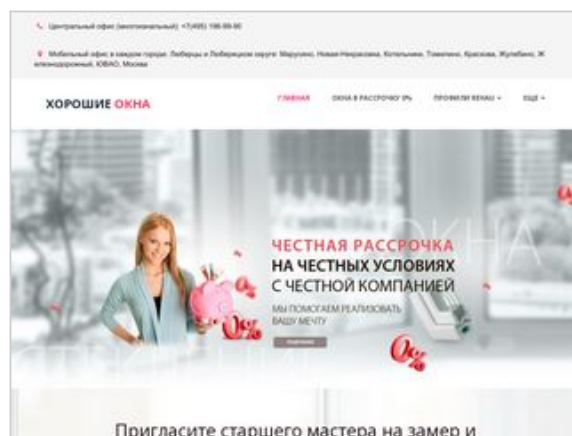 Центральный офис (многоканальный): +7(495) 196-99-90
Мобильный офис в каждом городе: Люберцы и Люберецком округе: Марусино, Новая-Некрасовка, Котельники, Томилино, Красково, Жулебино, Ж
елезнодорожный, ЮВАО, Москва
ХОРОШИЕ ОКНА
ГЛАВНАЯ ОКНА В РАССРОЧКУ 0% ПРОФИЛИ REHAU ЕЩЕ
ОКНА
ЧЕСТНАЯ РАССРОЧКА
НА ЧЕСТНЫХ УСЛОВИЯХ
С ЧЕСТНОЙ КОМПАНИЕЙ
МЫ ПОМОГАЕМ РЕАЛИЗОВАТЬ
ВАШУ МЕЧТУ
0%
0%
Пригласите старшего мастера на замер и